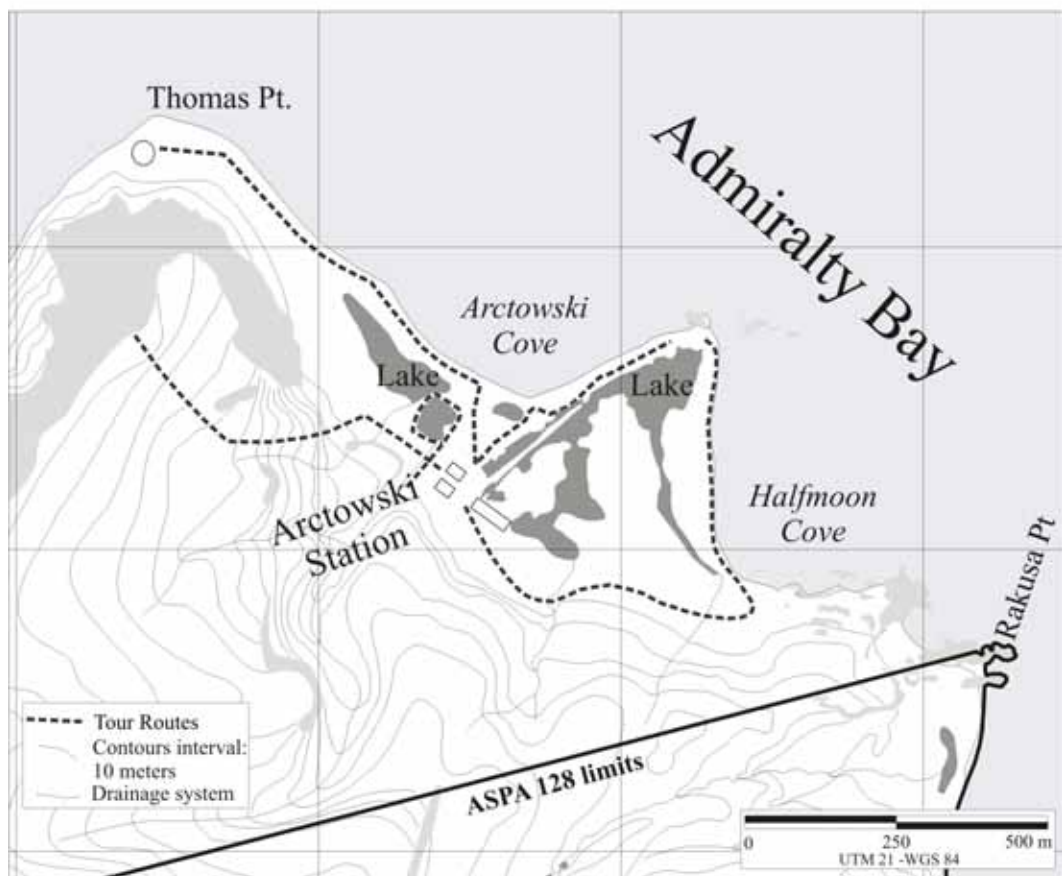 Thomas Pt.
Admiralty Bay
Arctowski
Cove
Lake
Lake
Arctowski
Station
Halfmoon
Cove
Rakusa Pt
ASPA 128 limits
Tour Routes
Contours interval:
10 meters
Drainage system
0 250 500 m
UTM 21 -WGS 84